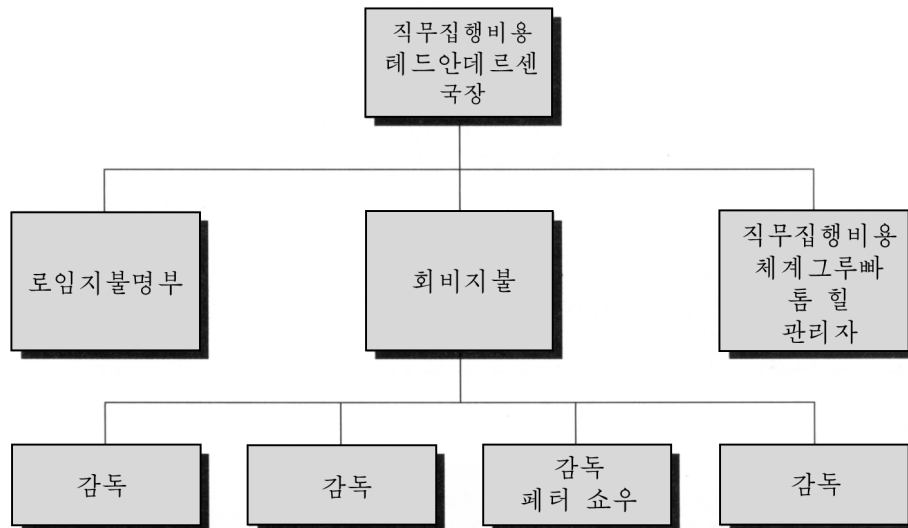 직무집행비용
테드안데르센
국장
로임지불명부
회비지불
직무집행비용
체계그루빠
톰 힐
관리자
감독
감독
감독
페터 쇼우
감독